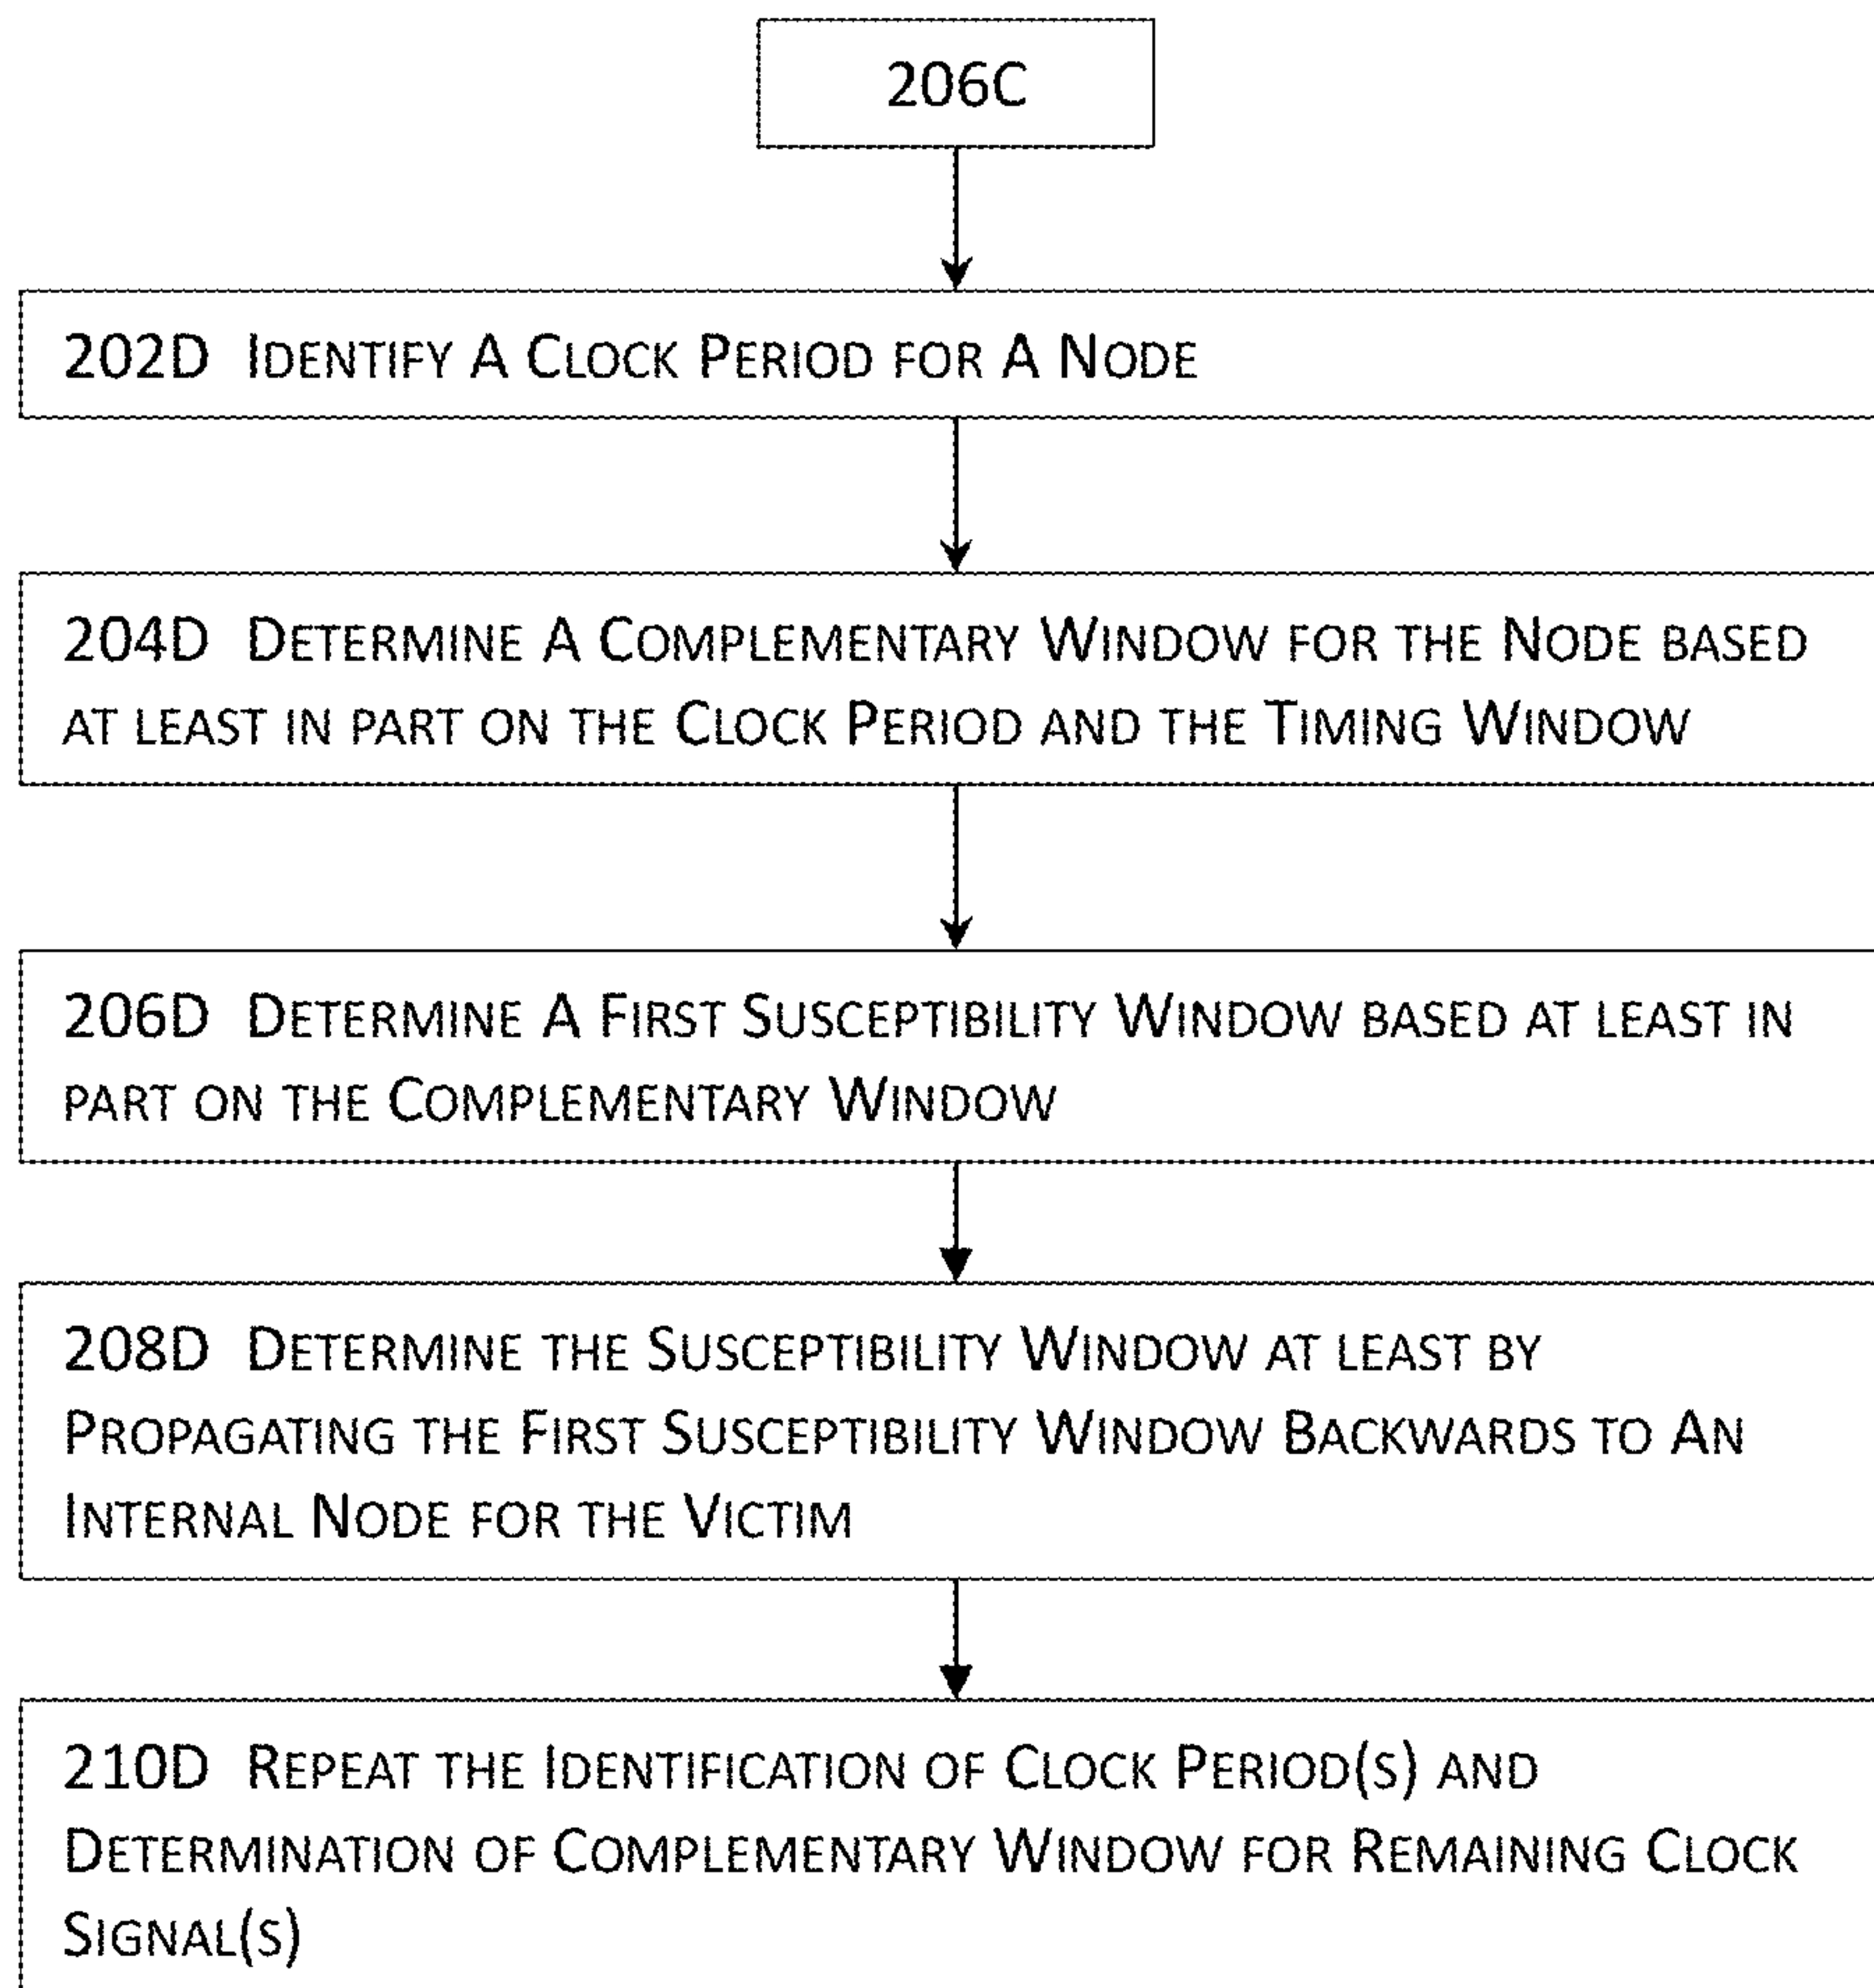 206C
202D Identify A Clock Period for A Node
204D Determine A Complementary Window for the Node based
at least in part on the Clock Period and the Timing Window
206D Determine A First Susceptibility Window based at least in
part on the Complementary Window
208D Determine the Susceptibility Window at least by
Propagating the First Susceptibility Window Backwards to An
Internal Node for the Victim
210D Repeat the Identification of Clock Period(s) and
Determination of Complementary Window for Remaining Clock
Signal(s)